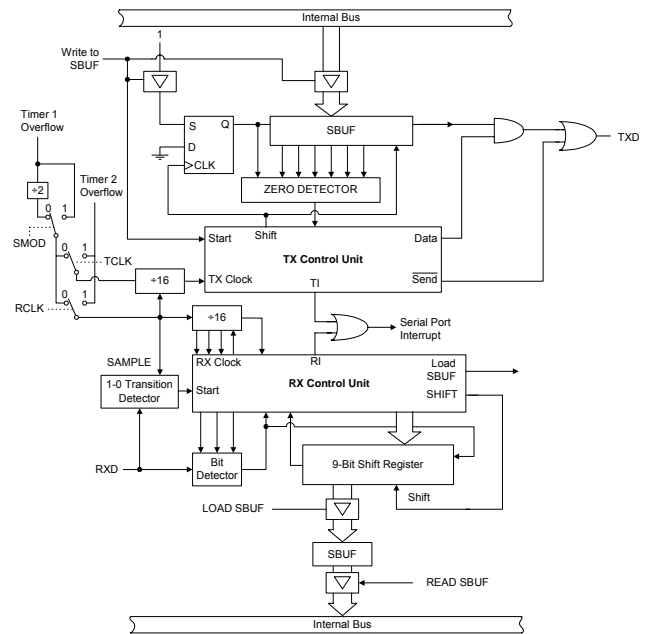 Internal Bus
1
Write to
SBUF
S
Q
D
CLK
SBUF
TXD
Timer 1
Overflow
Timer 2
Overflow
÷2
0 1
SMOD
ZERO DETECTOR
0 1
TCLK
Start
Shift
Data
TX Control Unit
÷16
TX Clock
TI
Send
0 1
RCLK
÷16
Serial Port
Interrupt
SAMPLE
RX Clock
RI
Load
SBUF
1-0 Transition
Detector
Start
RX Control Unit
SHIFT
RXD
Bit
Detector
9-Bit Shift Register
Shift
LOAD SBUF
SBUF
READ SBUF
Internal Bus